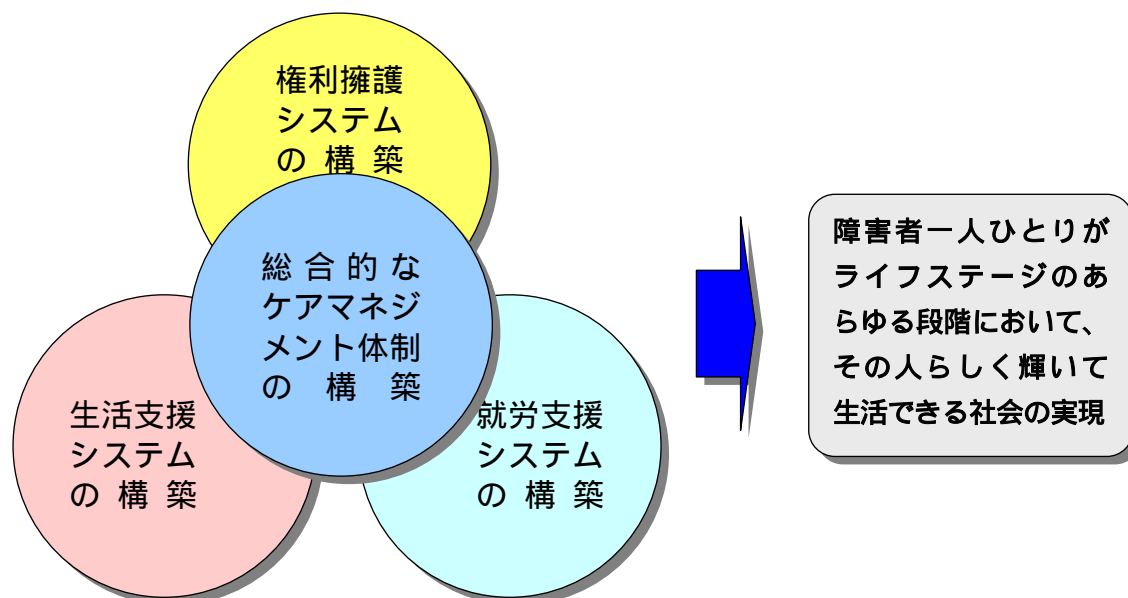 権利擁護
システム
の構築
総合的な
ケアマネジ
メント体制
の構築
生活支援
システム
の構築
就労支援
システム
の構築
障害者一人ひとりが
ライフステージのあ
らゆる段階において、
その人らしく輝いて
生活できる社会の実現